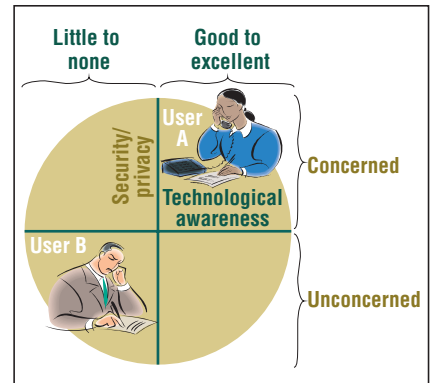 Little to
none
Good to
excellent
User
A
Security/
privacy
Concerned
Technological
awareness
User B
Unconcerned